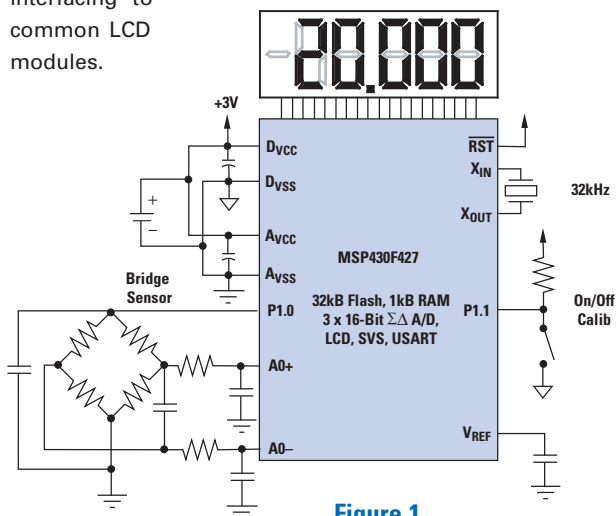 interfacing to
common LCD
modules.
20.000
+3V
DVCC
DVSS
AVCC
AVSS
+
−
Bridge
Sensor
P1.0
A0+
A0–
MSP430F427
32kB Flash, 1kB RAM
3 x 16-Bit ΣΔ A/D,
LCD, SVS, USART
RST
XIN
XOUT
32kHz
P1.1
On/Off
Calib
VREF
Figure 1